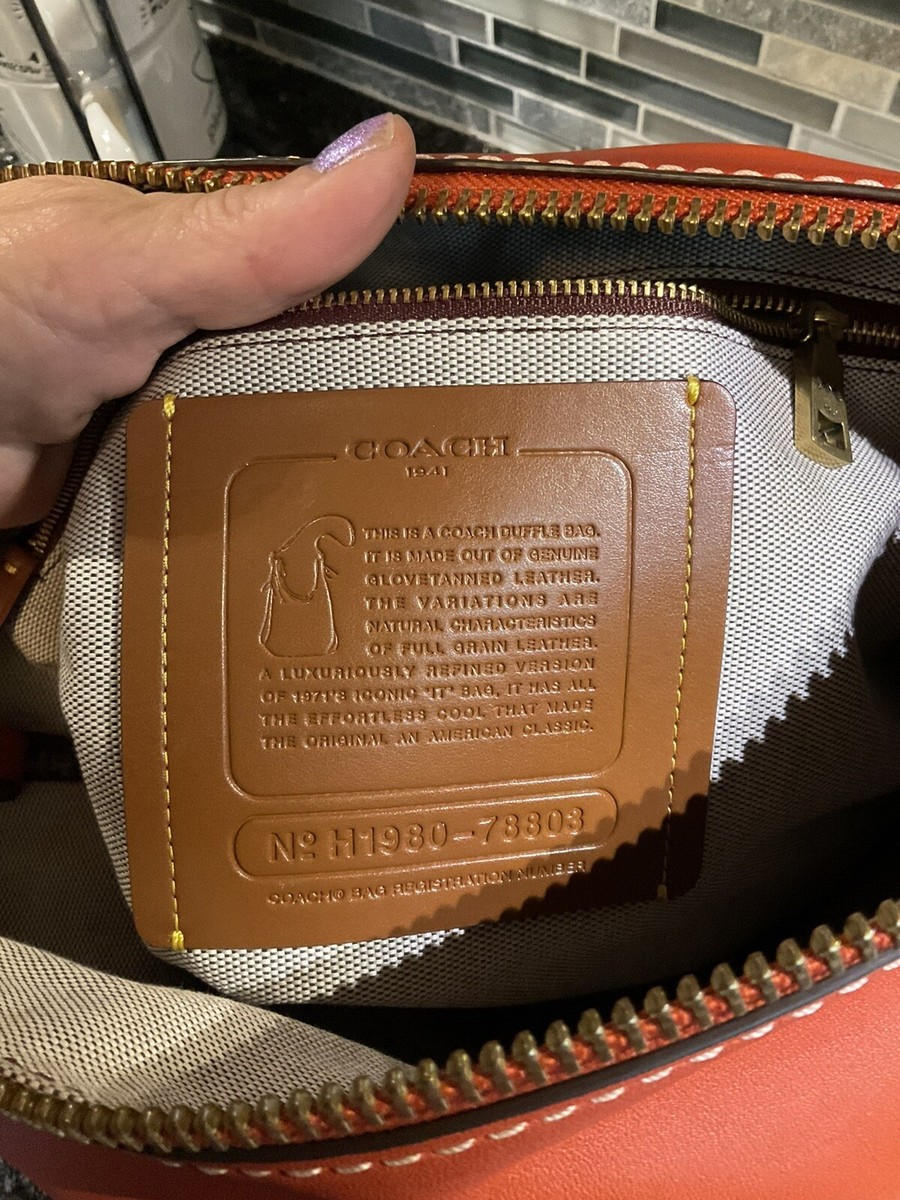 COACH
1941
THIS IS A COACH DUFFLE BAG.
IT IS MADE OUT OF GENUINE
GLOVETANNED LEATHER.
THE VARIATIONS ARE
NATURAL CHARACTERISTICS
OF FULL GRAIN LEATHER.
A LUXURIOUSLY REFINED VERSION
OF 1971'S ICONIC "IT" BAG, IT HAS ALL
THE EFFORTLESS COOL THAT MADE
THE ORIGINAL AN AMERICAN CLASSIC.
Nº H1980-78803
COACH® BAG REGISTRATION NUMBER